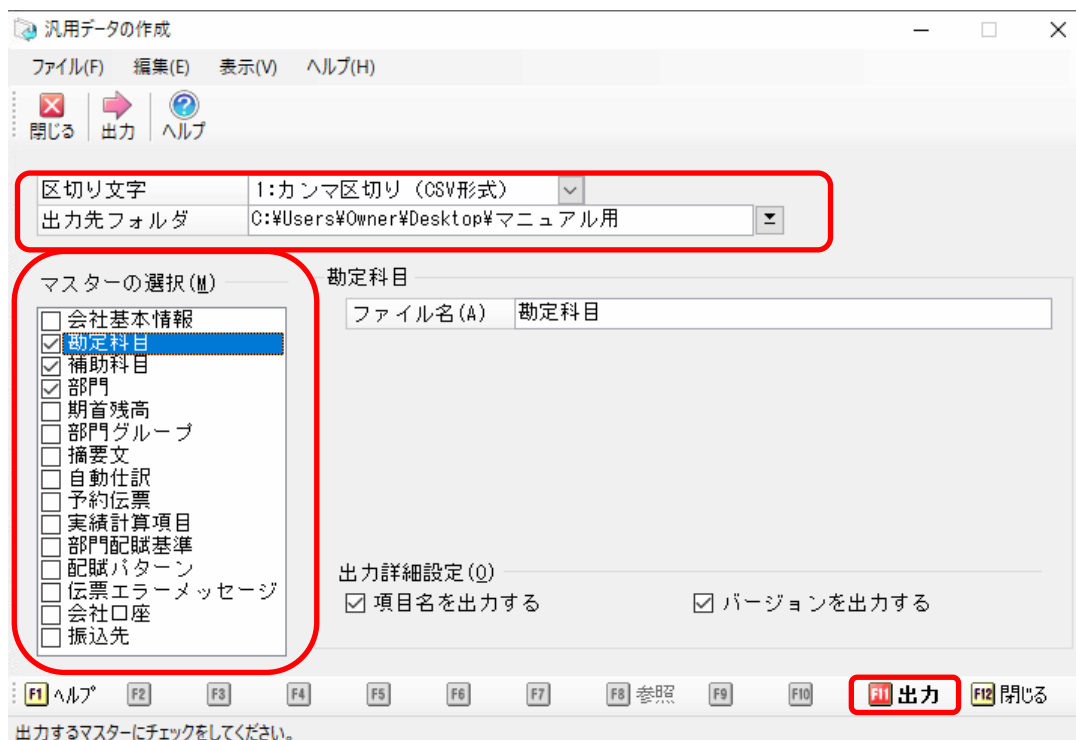 汎用データの作成
ファイル(F) 編集(E) 表示(V) ヘルプ(H)
閉じる 出力 ヘルプ
区切り文字 1:カンマ区切り (CSV形式)
出力先フォルダ C:¥Users¥Owner¥Desktop¥マニュアル用
マスターの選択(M)
会社基本情報
勘定科目
補助科目
部門
期首残高
部門グループ
摘要文
自動仕訳
予約伝票
実績計算項目
部門配賦基準
配賦パターン
伝票エラーメッセージ
会社口座
振込先
勘定科目
ファイル名(A) 勘定科目
出力詳細設定(O)
項目名を出力する バージョンを出力する
F1 ヘルプ F2 F3 F4 F5 F6 F7 F8 参照 F9 F10 F11 出力 F12 閉じる
出力するマスターにチェックをしてください。